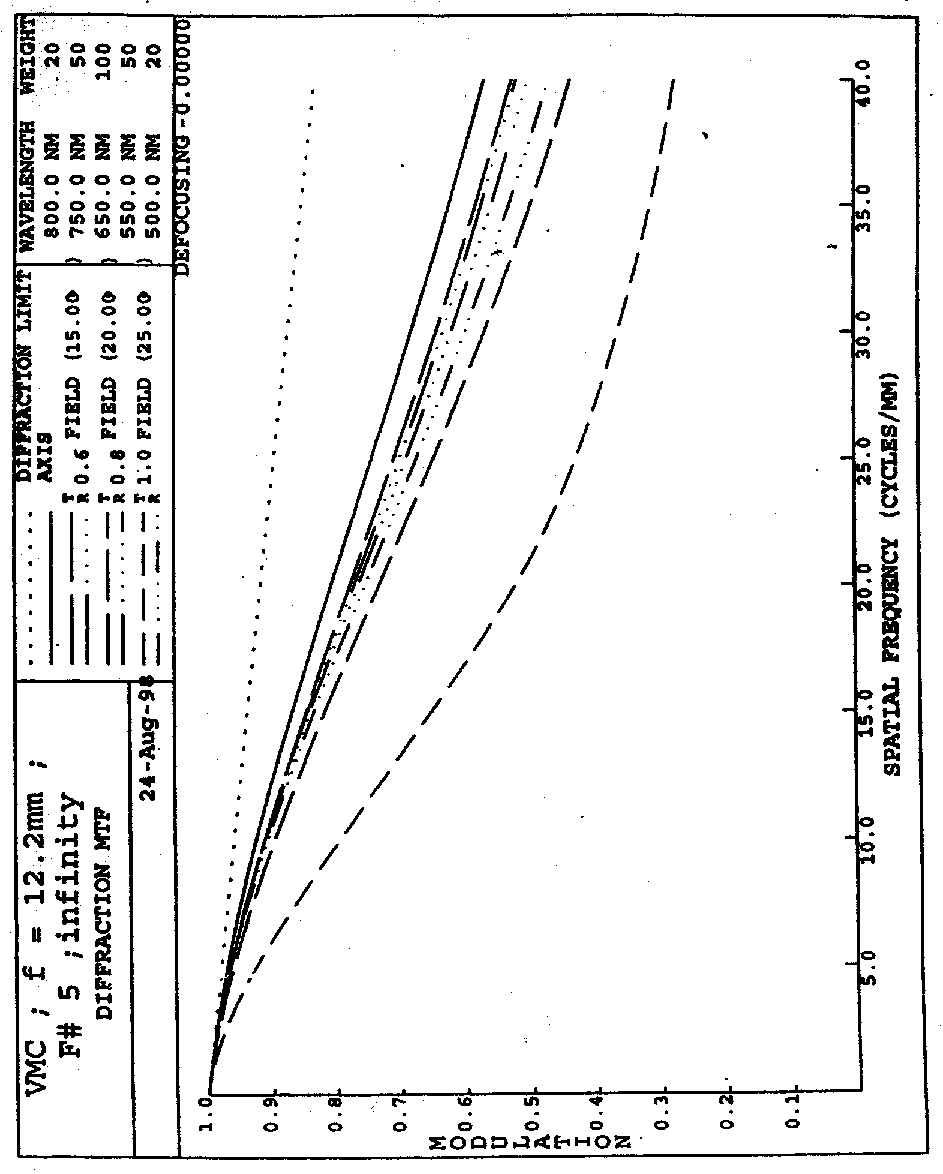 VMC ; f = 12.2mm ;
F# 5 ;infinity
DIFFRACTION MTF
24-Aug-98
DIFFRACTION LIMIT
AXIS
T
R 0.6 FIELD (15.00 )
T
R 0.8 FIELD (20.00 )
T
R 1.0 FIELD (25.00 )
WAVELENGTH WEIGHT
800.0 NM 20
750.0 NM 50
650.0 NM 100
550.0 NM 50
500.0 NM 20
DEFOCUSING -0.00000
1.0
0.9
0.8
0.7
0.6
0.5
0.4
0.3
0.2
0.1
MODULATION
5.0 10.0 15.0 20.0 25.0 30.0 35.0 40.0
SPATIAL FREQUENCY (CYCLES/MM)